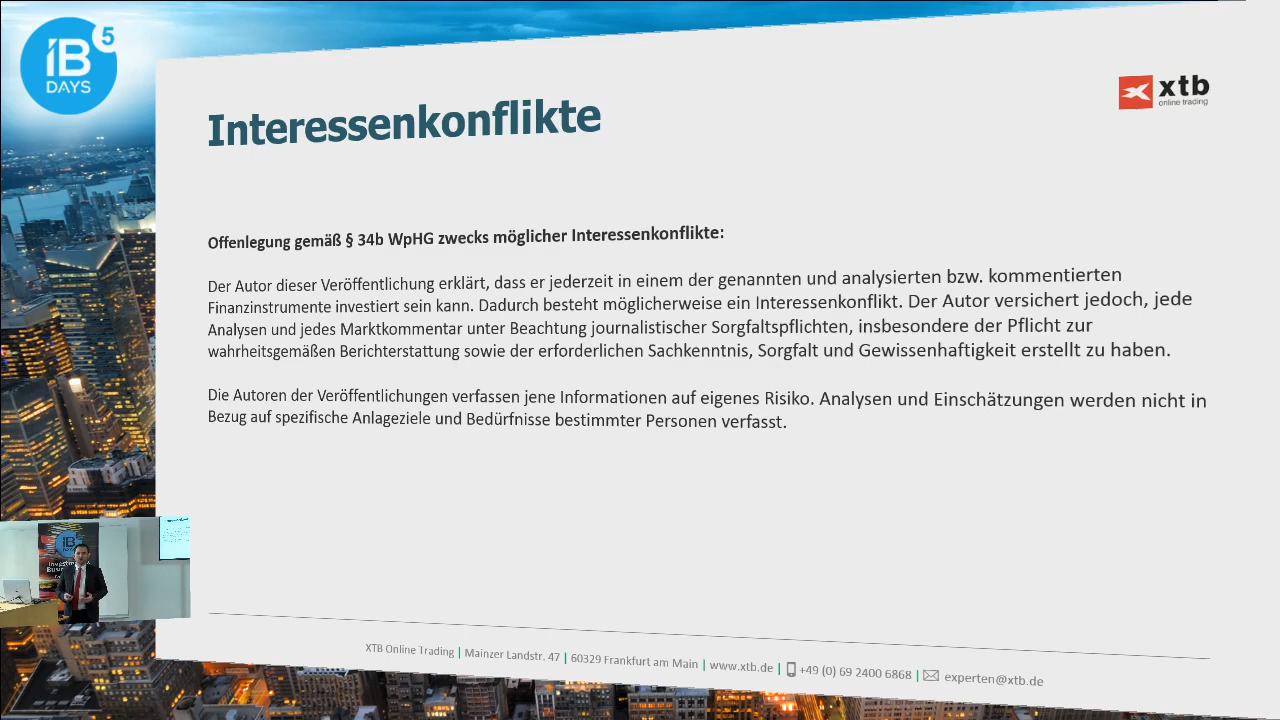 5
iB
DAYS
xtb
online trading
Interessenkonflikte
Offenlegung gemäß § 34b WpHG zwecks möglicher Interessenkonflikte:
Der Autor dieser Veröffentlichung erklärt, dass er jederzeit in einem der genannten und analysierten bzw. kommentierten
Finanzinstrumente investiert sein kann. Dadurch besteht möglicherweise ein Interessenkonflikt. Der Autor versichert jedoch, jede
Analysen und jedes Marktkommentar unter Beachtung journalistischer Sorgfaltspflichten, insbesondere der Pflicht zur
wahrheitsgemäßen Berichterstattung sowie der erforderlichen Sachkenntnis, Sorgfalt und Gewissenhaftigkeit erstellt zu haben.
Die Autoren der Veröffentlichungen verfassen jene Informationen auf eigenes Risiko. Analysen und Einschätzungen werden nicht in
Bezug auf spezifische Anlageziele und Bedürfnisse bestimmter Personen verfasst.
iB
XTB Online Trading | Mainzer Landstr. 47 | 60329 Frankfurt am Main | www.xtb.de | +49 (0) 69 2400 6868 | experten@xtb.de